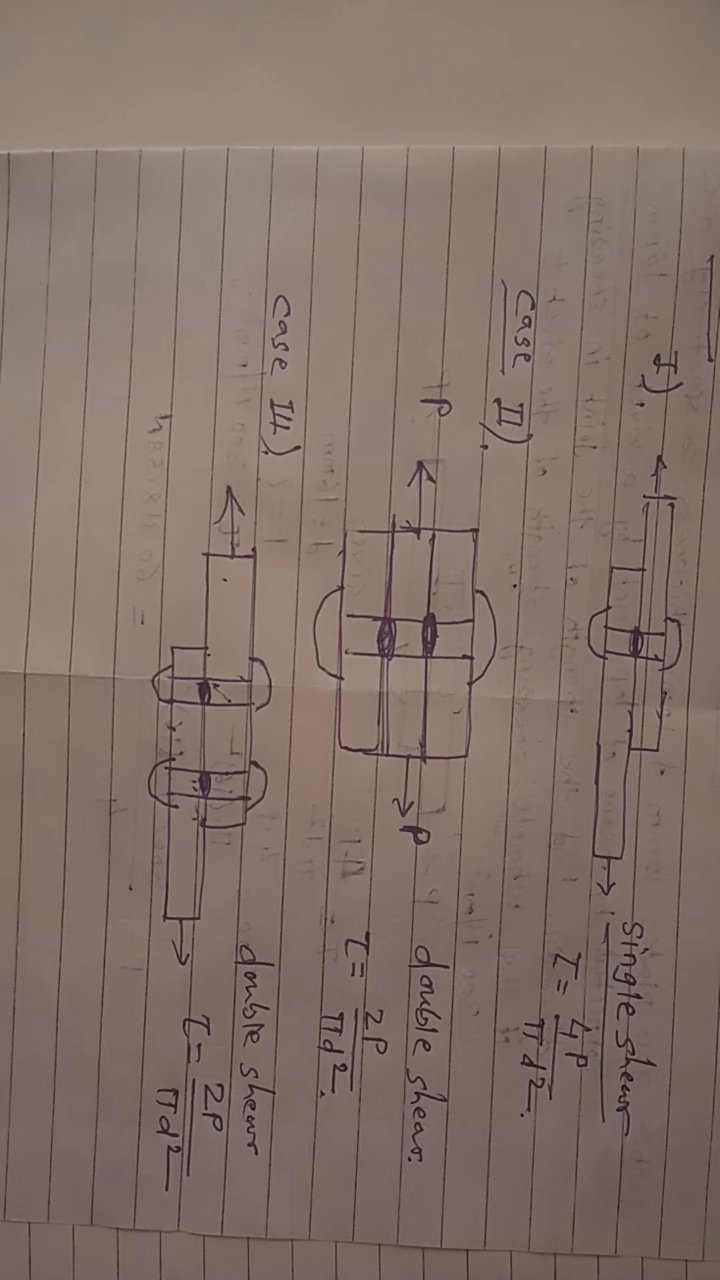 I).
single shear
τ = 4P / πd².
Case II).
P
P
double shear.
τ = 2P / πd².
Case III).
double shear
τ = 2P / πd²